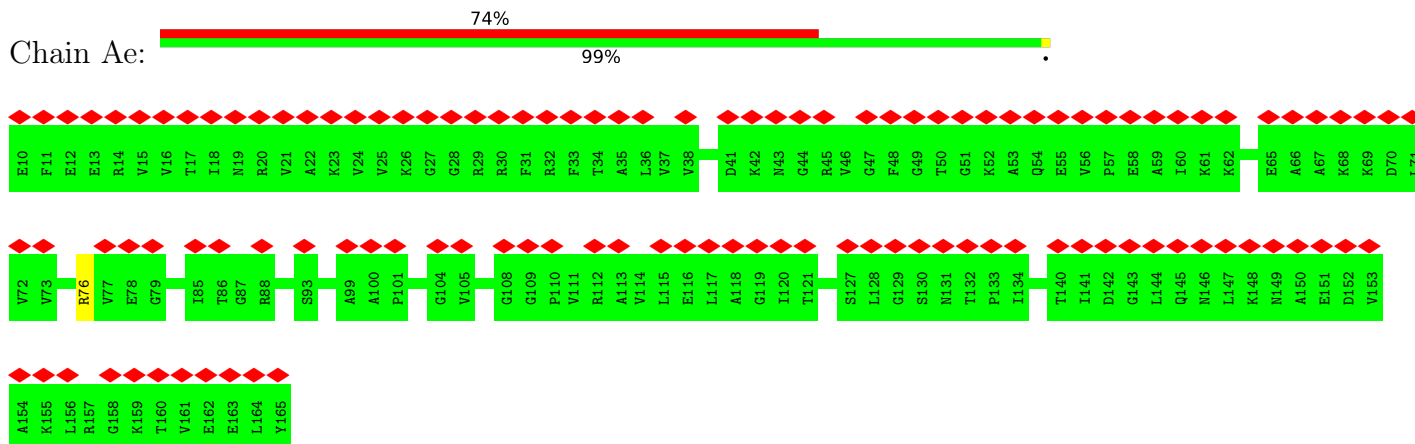 74%
Chain Ae:
99%
.
E10 F11 E12 E13 R14 V15 V16 T17 I18 N19 R20 V21 A22 K23 V24 V25 K26 G27 G28 R29 R30 F31 R32 F33 T34 A35 L36 V37 V38 D41 K42 N43 G44 R45 V46 G47 F48 G49 T50 G51 K52 A53 Q54 E55 V56 P57 E58 A59 I60 K61 K62 E65 A66 A67 K68 K69 D70 L71
V72 V73 R76 V77 E78 G79 I85 T86 G87 R88 S93 A99 A100 P101 G104 V105 G108 G109 P110 V111 R112 A113 V114 L115 E116 L117 A118 G119 I120 T121 S127 L128 G129 S130 N131 T132 P133 I134 T140 I141 D142 G143 L144 Q145 N146 L147 K148 N149 A150 E151 D152 V153
A154 K155 L156 R157 G158 K159 T160 V161 E162 E163 L164 Y165